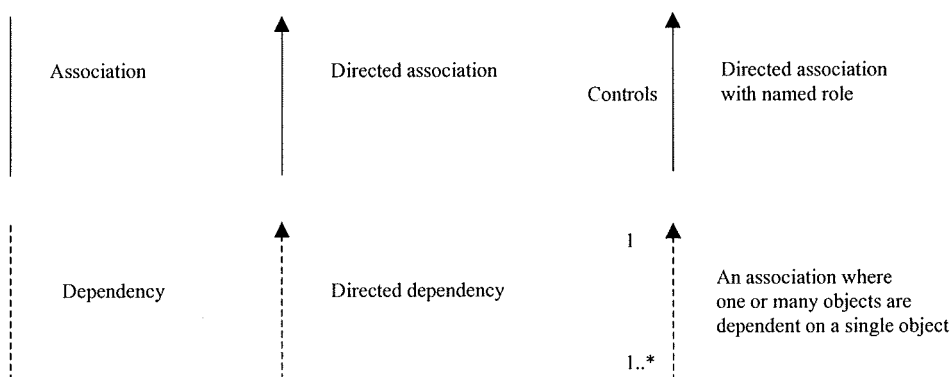 Association
Directed association
Controls
Directed association
with named role
Dependency
Directed dependency
1
1..*
An association where
one or many objects are
dependent on a single object